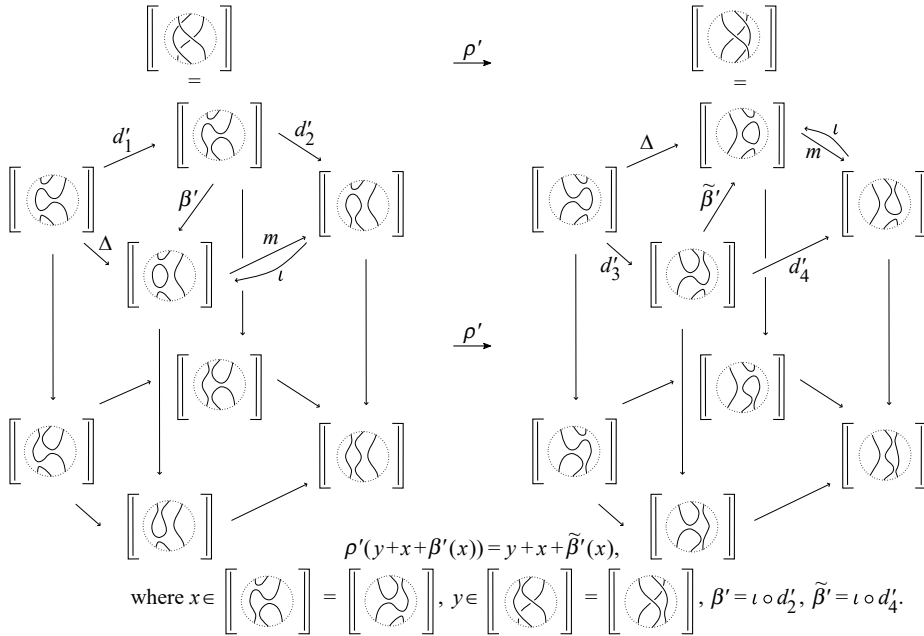 ρ′
= =
d′₁ d′₂ Δ ι
m
β′ β̃′
Δ m d′₃ d′₄
ι
ρ′
ρ′(y+x+β′(x)) = y+x+β̃′(x),
where x∈ = , y∈ = , β′ = ι∘d′₂, β̃′ = ι∘d′₄.